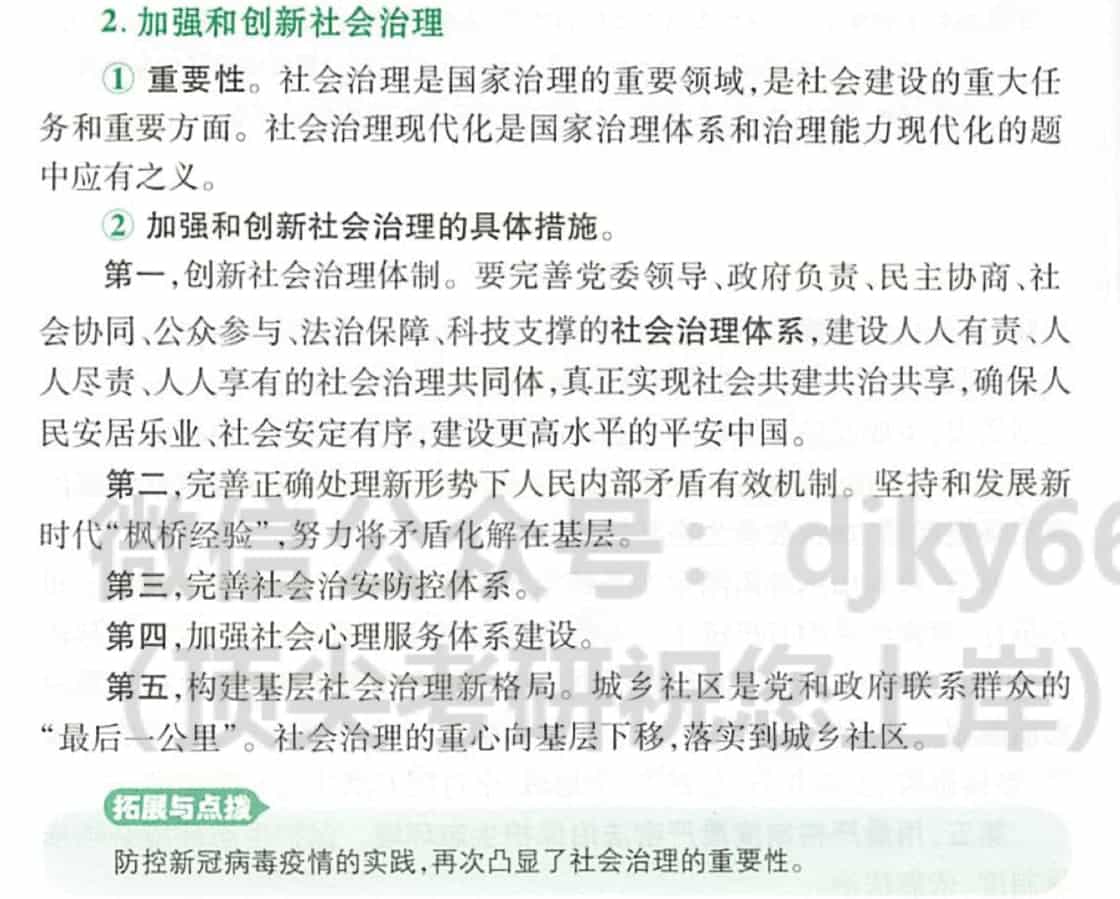 2. 加强和创新社会治理
① 重要性。社会治理是国家治理的重要领域,是社会建设的重大任
务和重要方面。社会治理现代化是国家治理体系和治理能力现代化的题
中应有之义。
② 加强和创新社会治理的具体措施。
第一,创新社会治理体制。要完善党委领导、政府负责、民主协商、社
会协同、公众参与、法治保障、科技支撑的社会治理体系,建设人人有责、人
人尽责、人人享有的社会治理共同体,真正实现社会共建共治共享,确保人
民安居乐业、社会安定有序,建设更高水平的平安中国。
第二,完善正确处理新形势下人民内部矛盾有效机制。坚持和发展新
时代“枫桥经验”,努力将矛盾化解在基层。
微信公众号：djky66
第三,完善社会治安防控体系。
第四,加强社会心理服务体系建设。
第五,构建基层社会治理新格局。城乡社区是党和政府联系群众的
(顶尖考研祝您上岸)
“最后一公里”。社会治理的重心向基层下移,落实到城乡社区。
拓展与点拨
防控新冠病毒疫情的实践,再次凸显了社会治理的重要性。